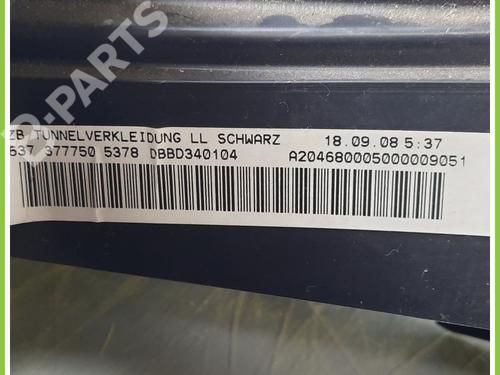 B-PARTS
ZB TUNNELVERKLEIDUNG LL SCHWARZ 18.09.08 5:37
637 377750 5378 DBBD340104 A2046800050000009051